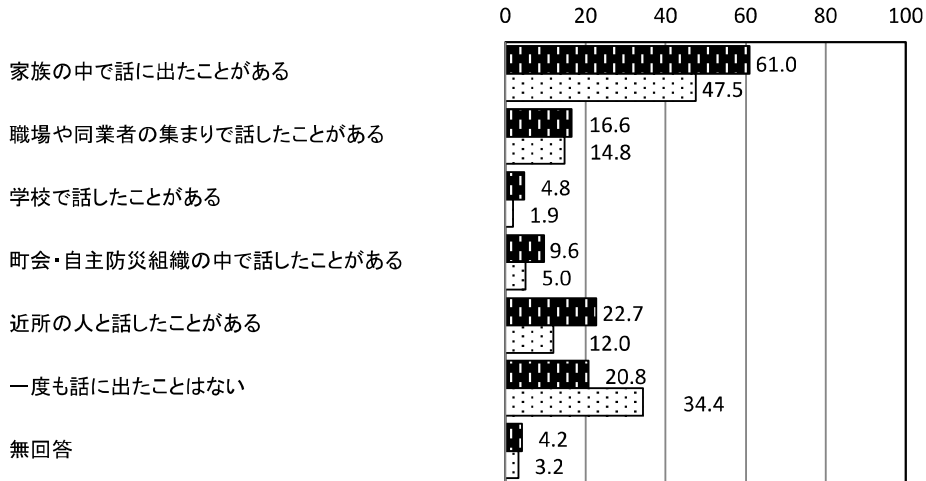 0 20 40 60 80 100
家族の中で話に出たことがある
61.0
47.5
職場や同業者の集まりで話したことがある
16.6
14.8
学校で話したことがある
4.8
1.9
町会・自主防災組織の中で話したことがある
9.6
5.0
近所の人と話したことがある
22.7
12.0
一度も話に出たことはない
20.8
34.4
無回答
4.2
3.2